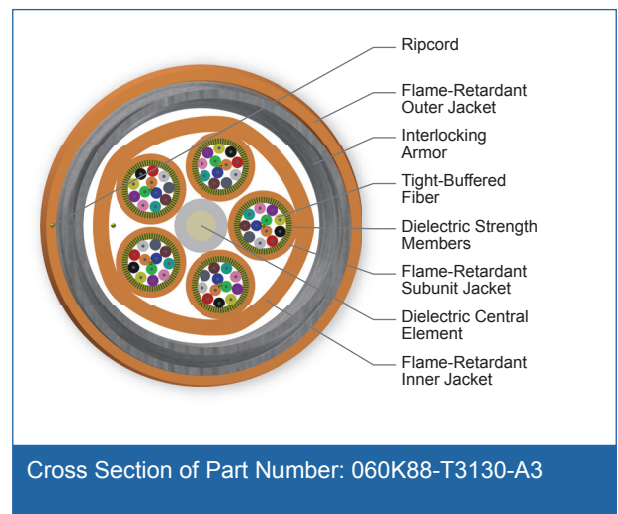 Ripcord
Flame-Retardant
Outer Jacket
Interlocking
Armor
Tight-Buffered
Fiber
Dielectric Strength
Members
Flame-Retardant
Subunit Jacket
Dielectric Central
Element
Flame-Retardant
Inner Jacket
Cross Section of Part Number: 060K88-T3130-A3